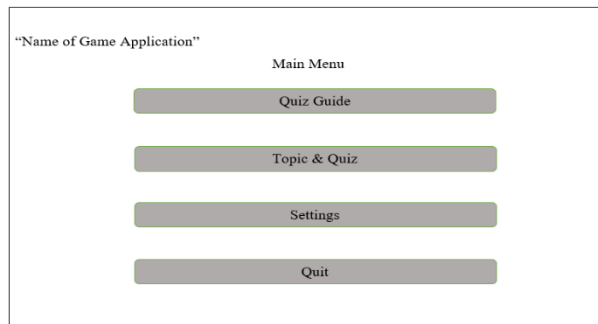 “Name of Game Application”
Main Menu
Quiz Guide
Topic & Quiz
Settings
Quit